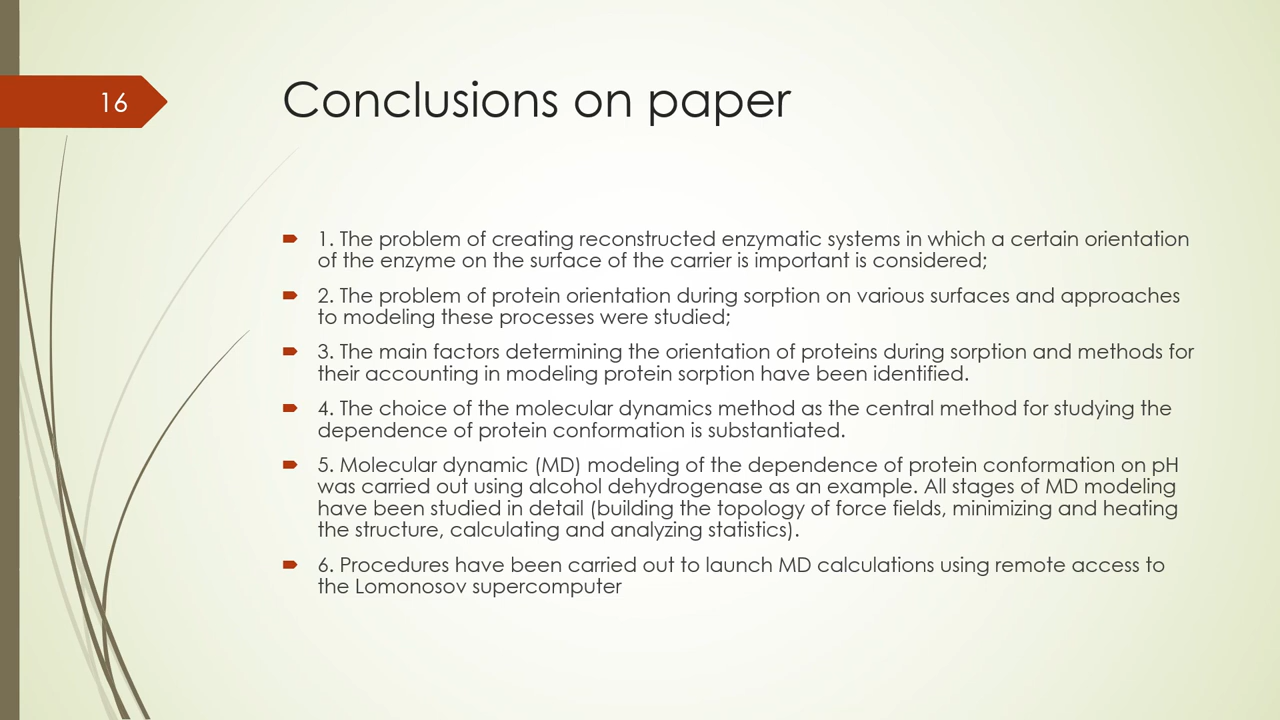 16
Conclusions on paper
1. The problem of creating reconstructed enzymatic systems in which a certain orientation
of the enzyme on the surface of the carrier is important is considered;
2. The problem of protein orientation during sorption on various surfaces and approaches
to modeling these processes were studied;
3. The main factors determining the orientation of proteins during sorption and methods for
their accounting in modeling protein sorption have been identified.
4. The choice of the molecular dynamics method as the central method for studying the
dependence of protein conformation is substantiated.
5. Molecular dynamic (MD) modeling of the dependence of protein conformation on pH
was carried out using alcohol dehydrogenase as an example. All stages of MD modeling
have been studied in detail (building the topology of force fields, minimizing and heating
the structure, calculating and analyzing statistics).
6. Procedures have been carried out to launch MD calculations using remote access to
the Lomonosov supercomputer